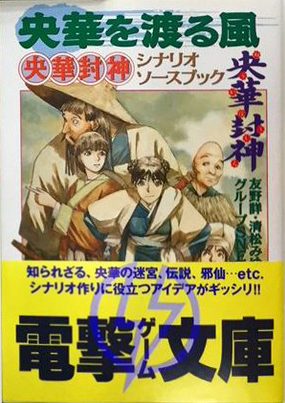 央華を渡る風
央華封神
シナリオ
ソースブック
央華封神
友野詳・清松み
グループSNE
知られざる、央華の迷宮、伝説、邪仙…etc.
シナリオ作りに役立つアイデアがギッシリ!!
電撃ゲーム文庫